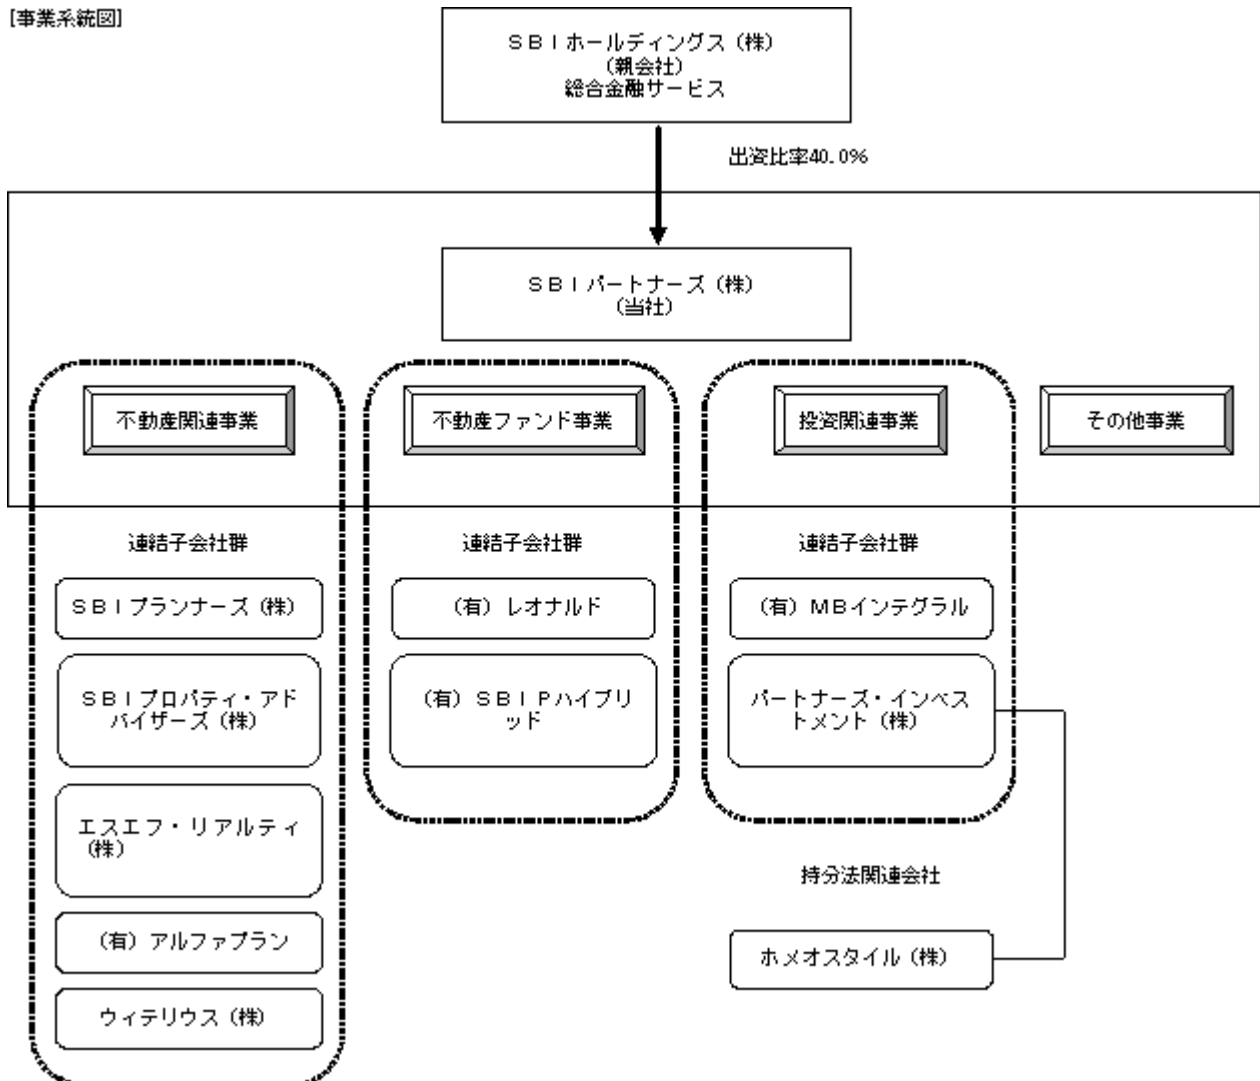 [事業系統図]
ＳＢＩホールディングス（株）
（親会社）
総合金融サービス
出資比率40.0%
ＳＢＩパートナーズ（株）
（当社）
不動産関連事業
不動産ファンド事業
投資関連事業
その他事業
連結子会社群
連結子会社群
連結子会社群
ＳＢＩプランナーズ（株）
（有）レオナルド
（有）ＭＢインテグラル
ＳＢＩプロパティ・アド
バイザーズ（株）
（有）ＳＢＩＰハイブリ
ッド
パートナーズ・インベス
トメント（株）
エスエフ・リアルティ
（株）
持分法関連会社
（有）アルファプラン
ホメオスタイル（株）
ウィテリウス（株）